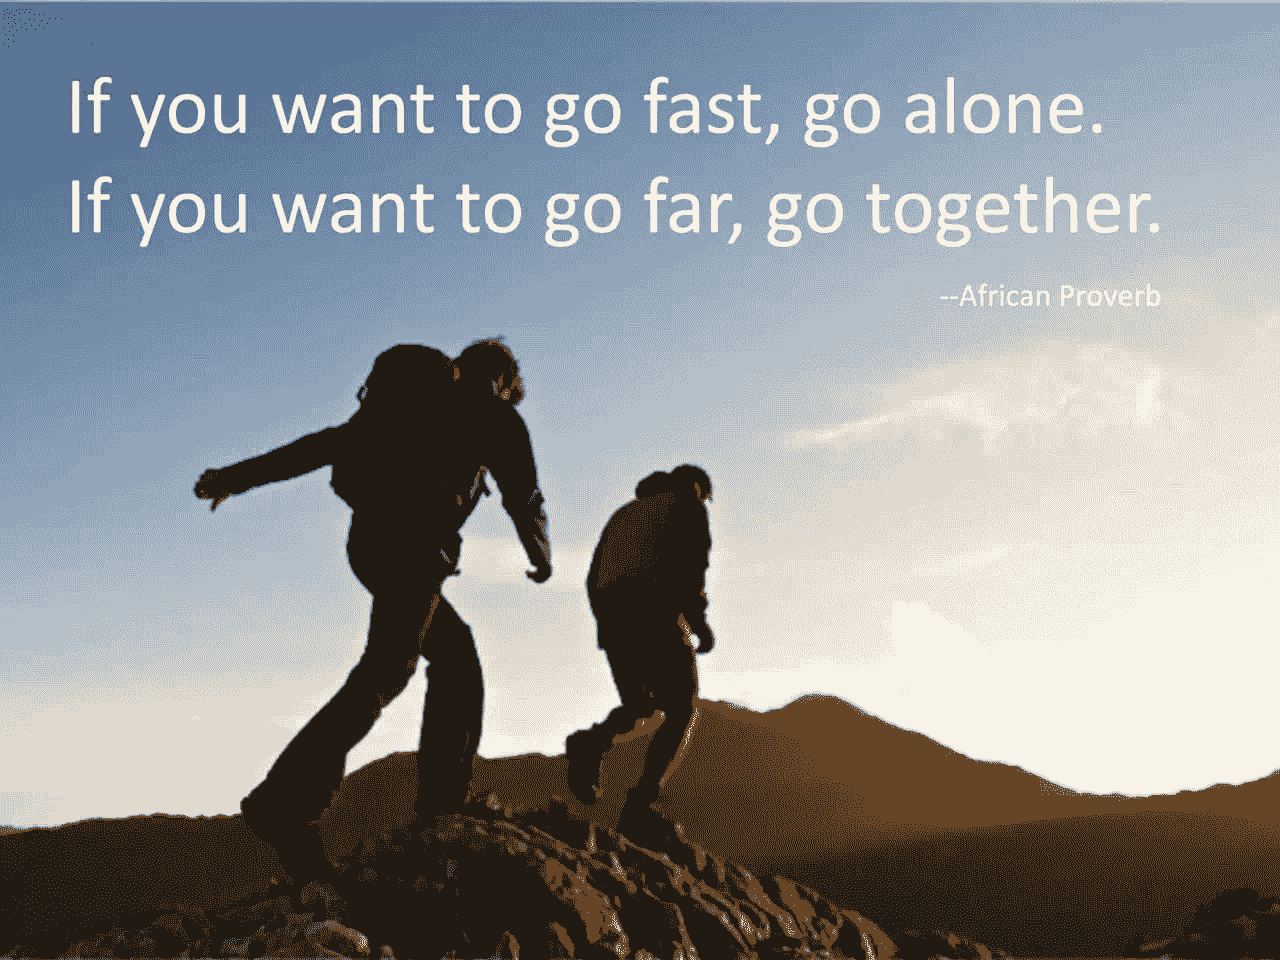 If you want to go fast, go alone.
If you want to go far, go together.
--African Proverb